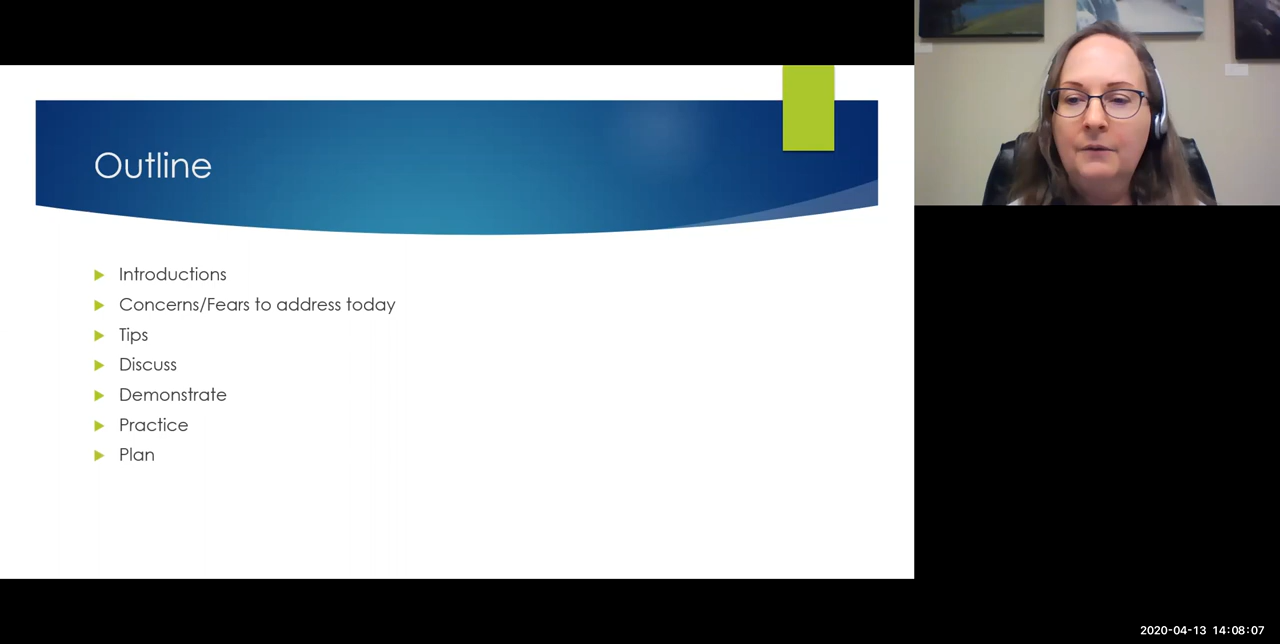 Outline
Introductions
Concerns/Fears to address today
Tips
Discuss
Demonstrate
Practice
Plan
2020-04-13 14:08:07